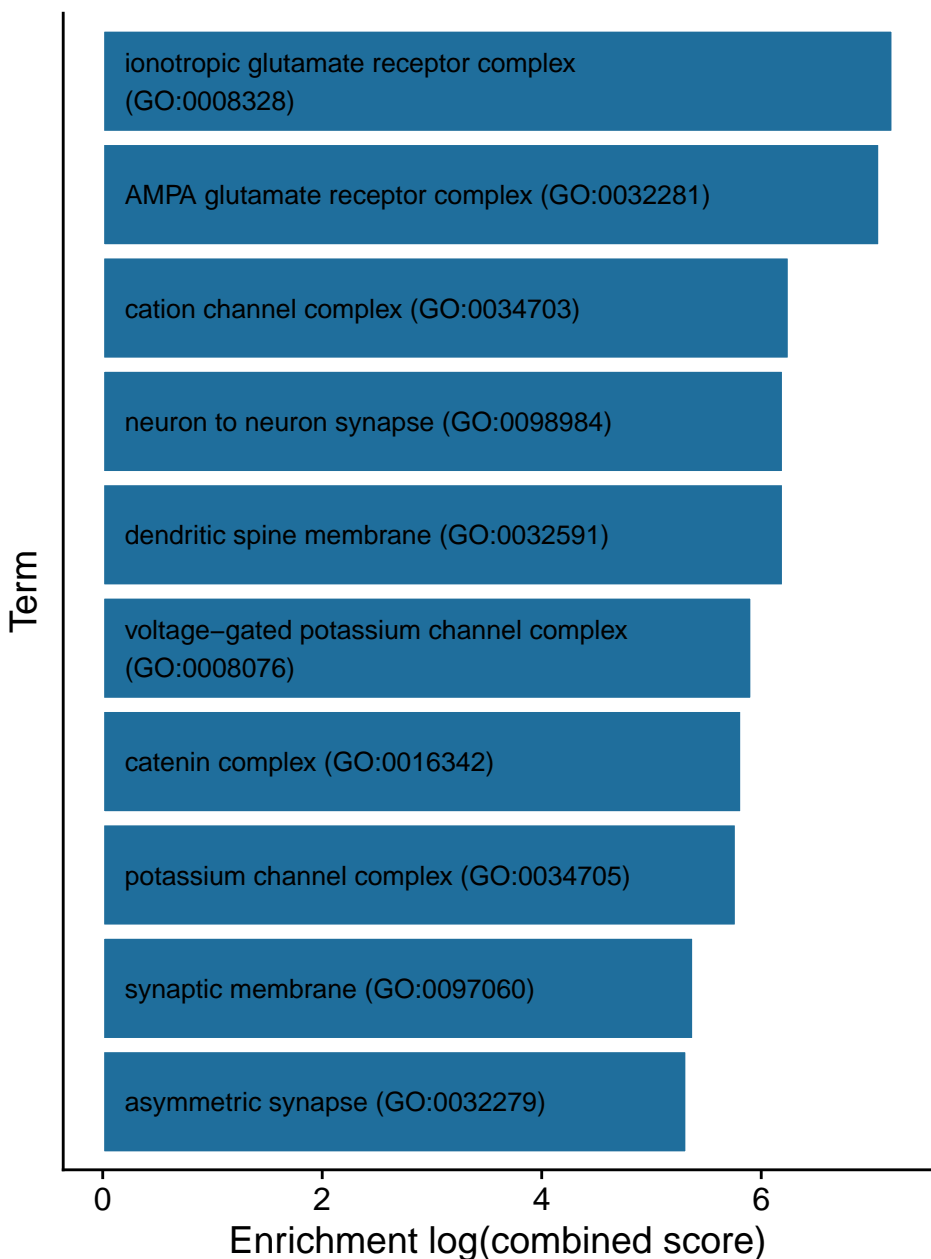 ionotropic glutamate receptor complex
(GO:0008328)
AMPA glutamate receptor complex (GO:0032281)
cation channel complex (GO:0034703)
neuron to neuron synapse (GO:0098984)
dendritic spine membrane (GO:0032591)
voltage−gated potassium channel complex
(GO:0008076)
catenin complex (GO:0016342)
potassium channel complex (GO:0034705)
synaptic membrane (GO:0097060)
asymmetric synapse (GO:0032279)
Term
0 2 4 6
Enrichment log(combined score)